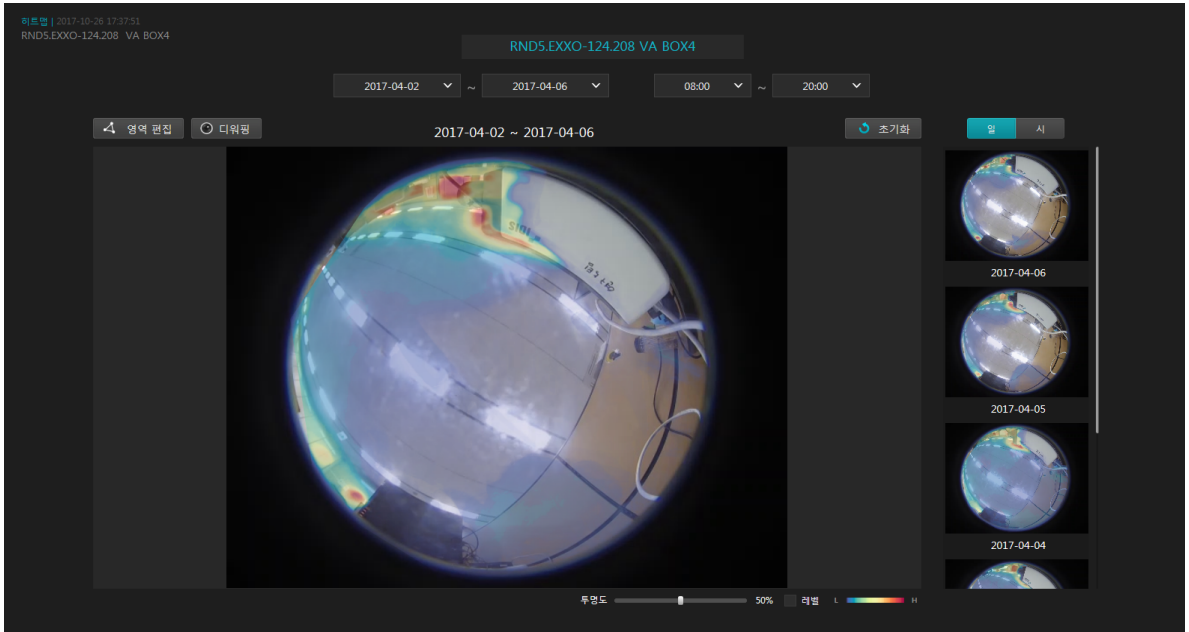 히트맵 | 2017-10-26 17:37:51
RND5.EXXO-124.208 VA BOX4
RND5.EXXO-124.208 VA BOX4
2017-04-02 ~ 2017-04-06 08:00 ~ 20:00
영역 편집 디워핑 2017-04-02 ~ 2017-04-06 초기화 일 시
2017-04-06
2017-04-05
2017-04-04
투명도 50% 레벨 L H